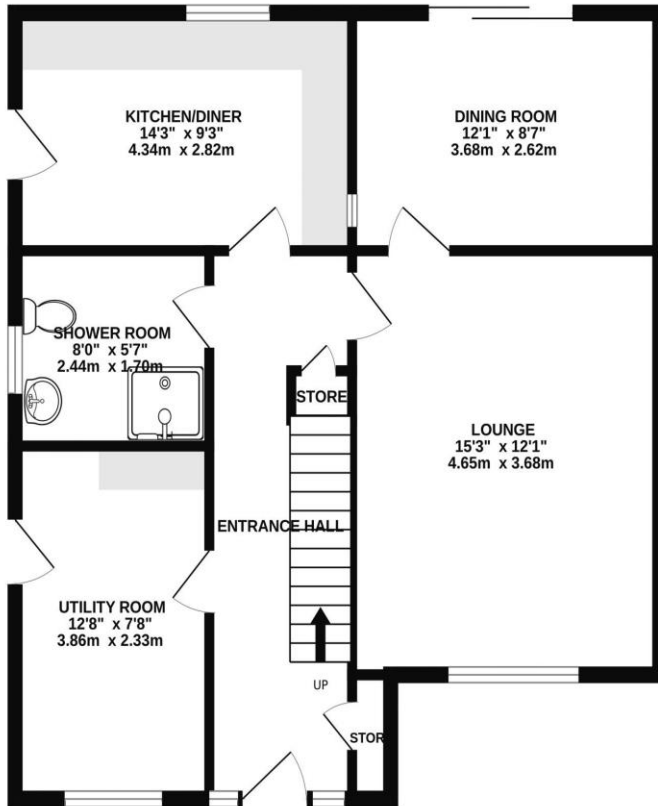 KITCHEN/DINER
14'3" x 9'3"
4.34m x 2.82m
DINING ROOM
12'1" x 8'7"
3.68m x 2.62m
SHOWER ROOM
8'0" x 5'7"
2.44m x 1.70m
STORE
LOUNGE
15'3" x 12'1"
4.65m x 3.68m
ENTRANCE HALL
UTILITY ROOM
12'8" x 7'8"
3.86m x 2.33m
UP
STOR